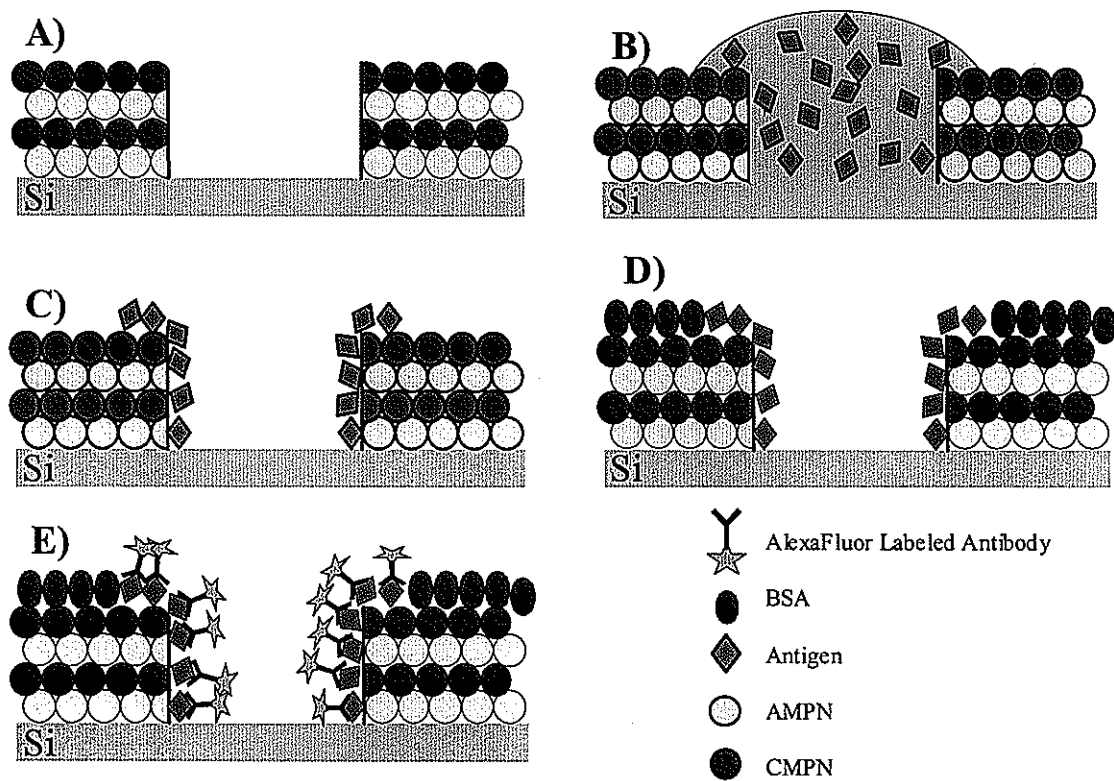 A)
B)
Si
Si
C)
D)
Si
Si
E)
AlexaFluor Labeled Antibody
BSA
Antigen
AMPN
Si
CMPN